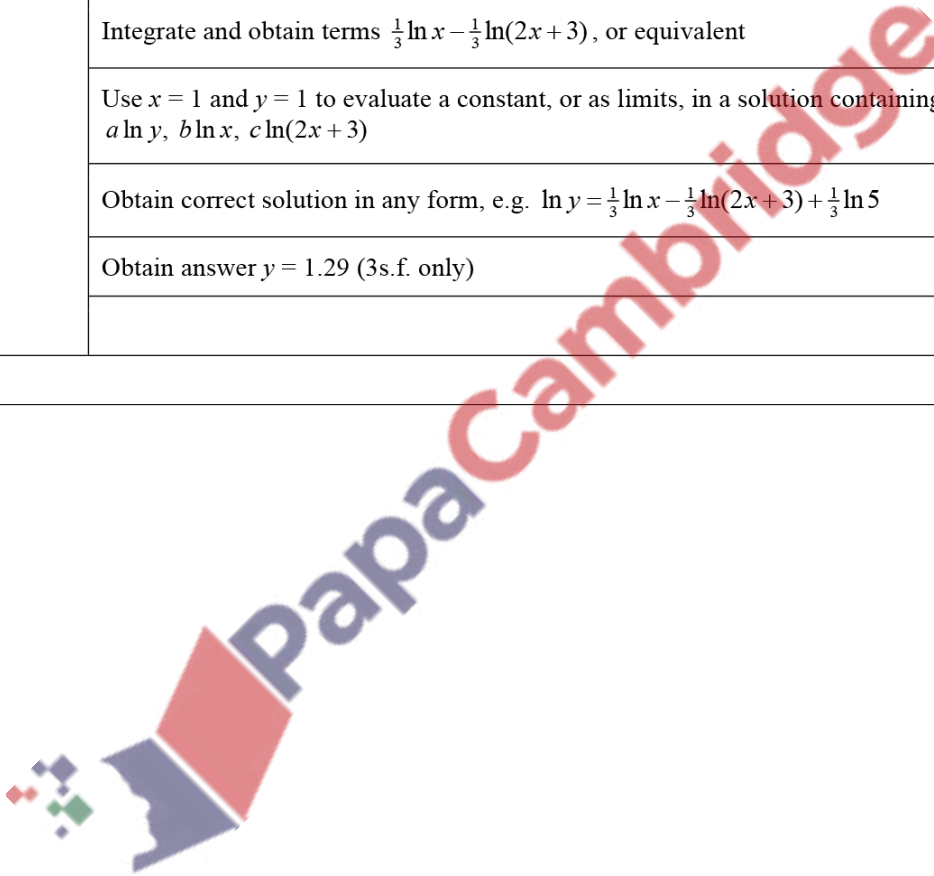 Integrate and obtain terms 1/3 ln x − 1/3 ln(2x + 3), or equivalent
Use x = 1 and y = 1 to evaluate a constant, or as limits, in a solution containing
a ln y, b ln x, c ln(2x + 3)
Obtain correct solution in any form, e.g. ln y = 1/3 ln x − 1/3 ln(2x + 3) + 1/3 ln 5
Obtain answer y = 1.29 (3s.f. only)
PapaCambridge